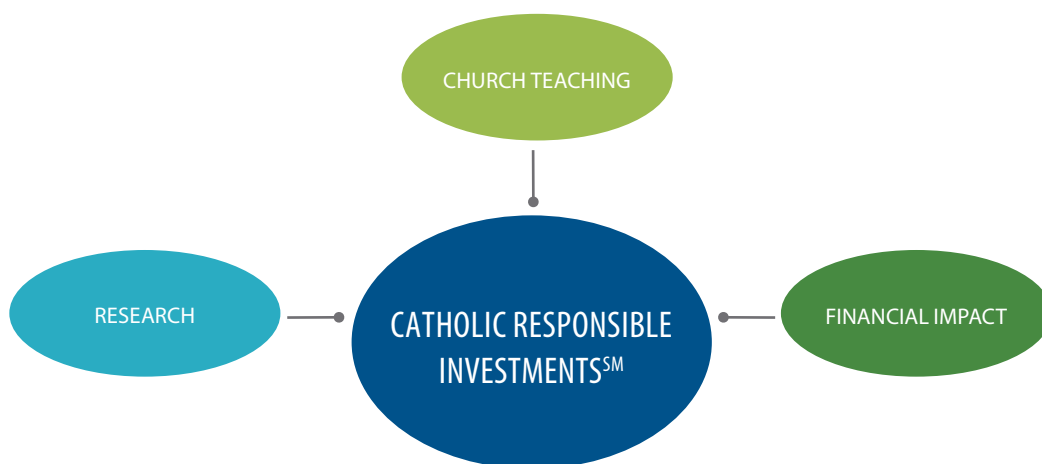 CHURCH TEACHING
RESEARCH
CATHOLIC RESPONSIBLE
INVESTMENTS℠
FINANCIAL IMPACT